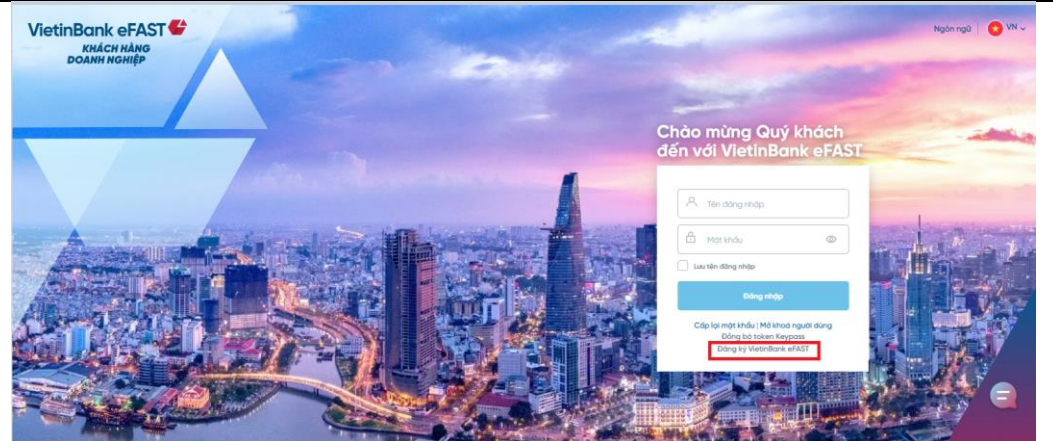 VietinBank eFAST
KHÁCH HÀNG
DOANH NGHIỆP
Ngôn ngữ
VN
Chào mừng Quý khách
đến với VietinBank eFAST
Tên đăng nhập
Mật khẩu
Lưu tên đăng nhập
Đăng nhập
Cấp lại mật khẩu | Mở khoá người dùng
Đồng bộ token Keypass
Đăng ký VietinBank eFAST